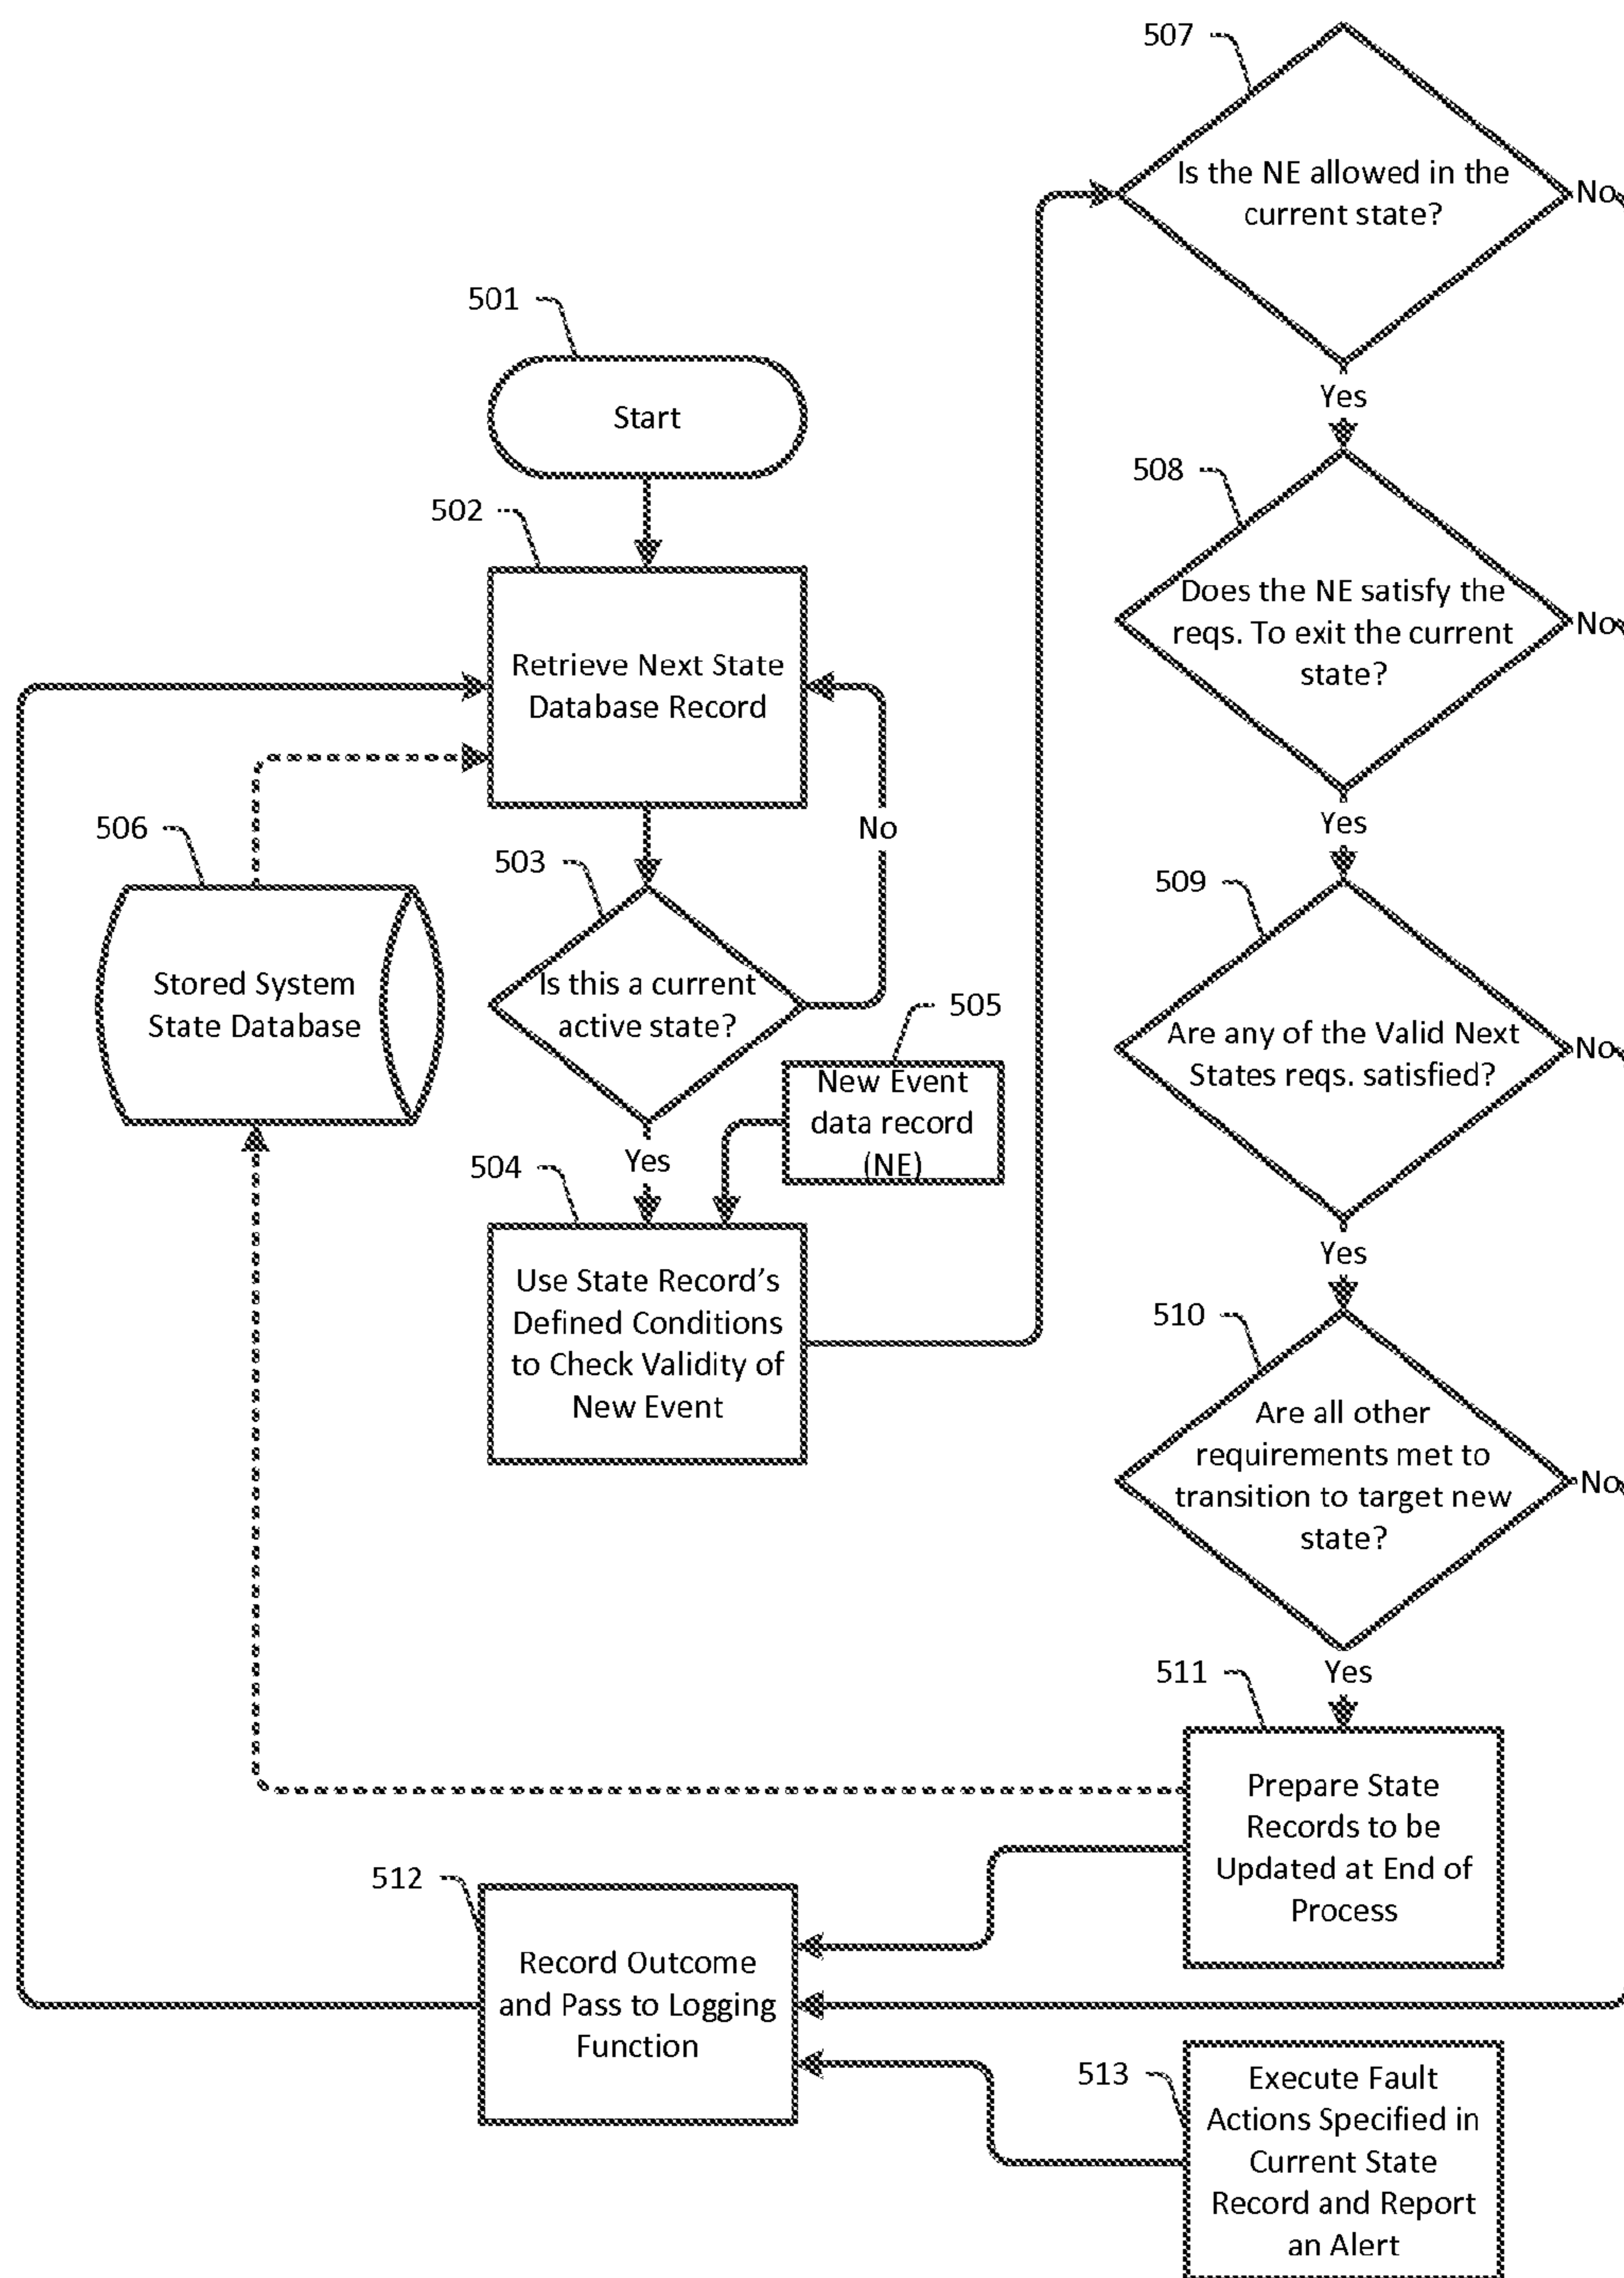 501
Start
502
Retrieve Next State
Database Record
No
503
Is this a current
active state?
Yes
505
New Event
data record
(NE)
506
Stored System
State Database
504
Use State Record's
Defined Conditions
to Check Validity of
New Event
507
Is the NE allowed in the
current state?
No
Yes
508
Does the NE satisfy the
reqs. To exit the current
state?
No
Yes
509
Are any of the Valid Next
States reqs. satisfied?
No
Yes
510
Are all other
requirements met to
transition to target new
state?
No
Yes
511
Prepare State
Records to be
Updated at End of
Process
512
Record Outcome
and Pass to Logging
Function
513
Execute Fault
Actions Specified in
Current State
Record and Report
an Alert